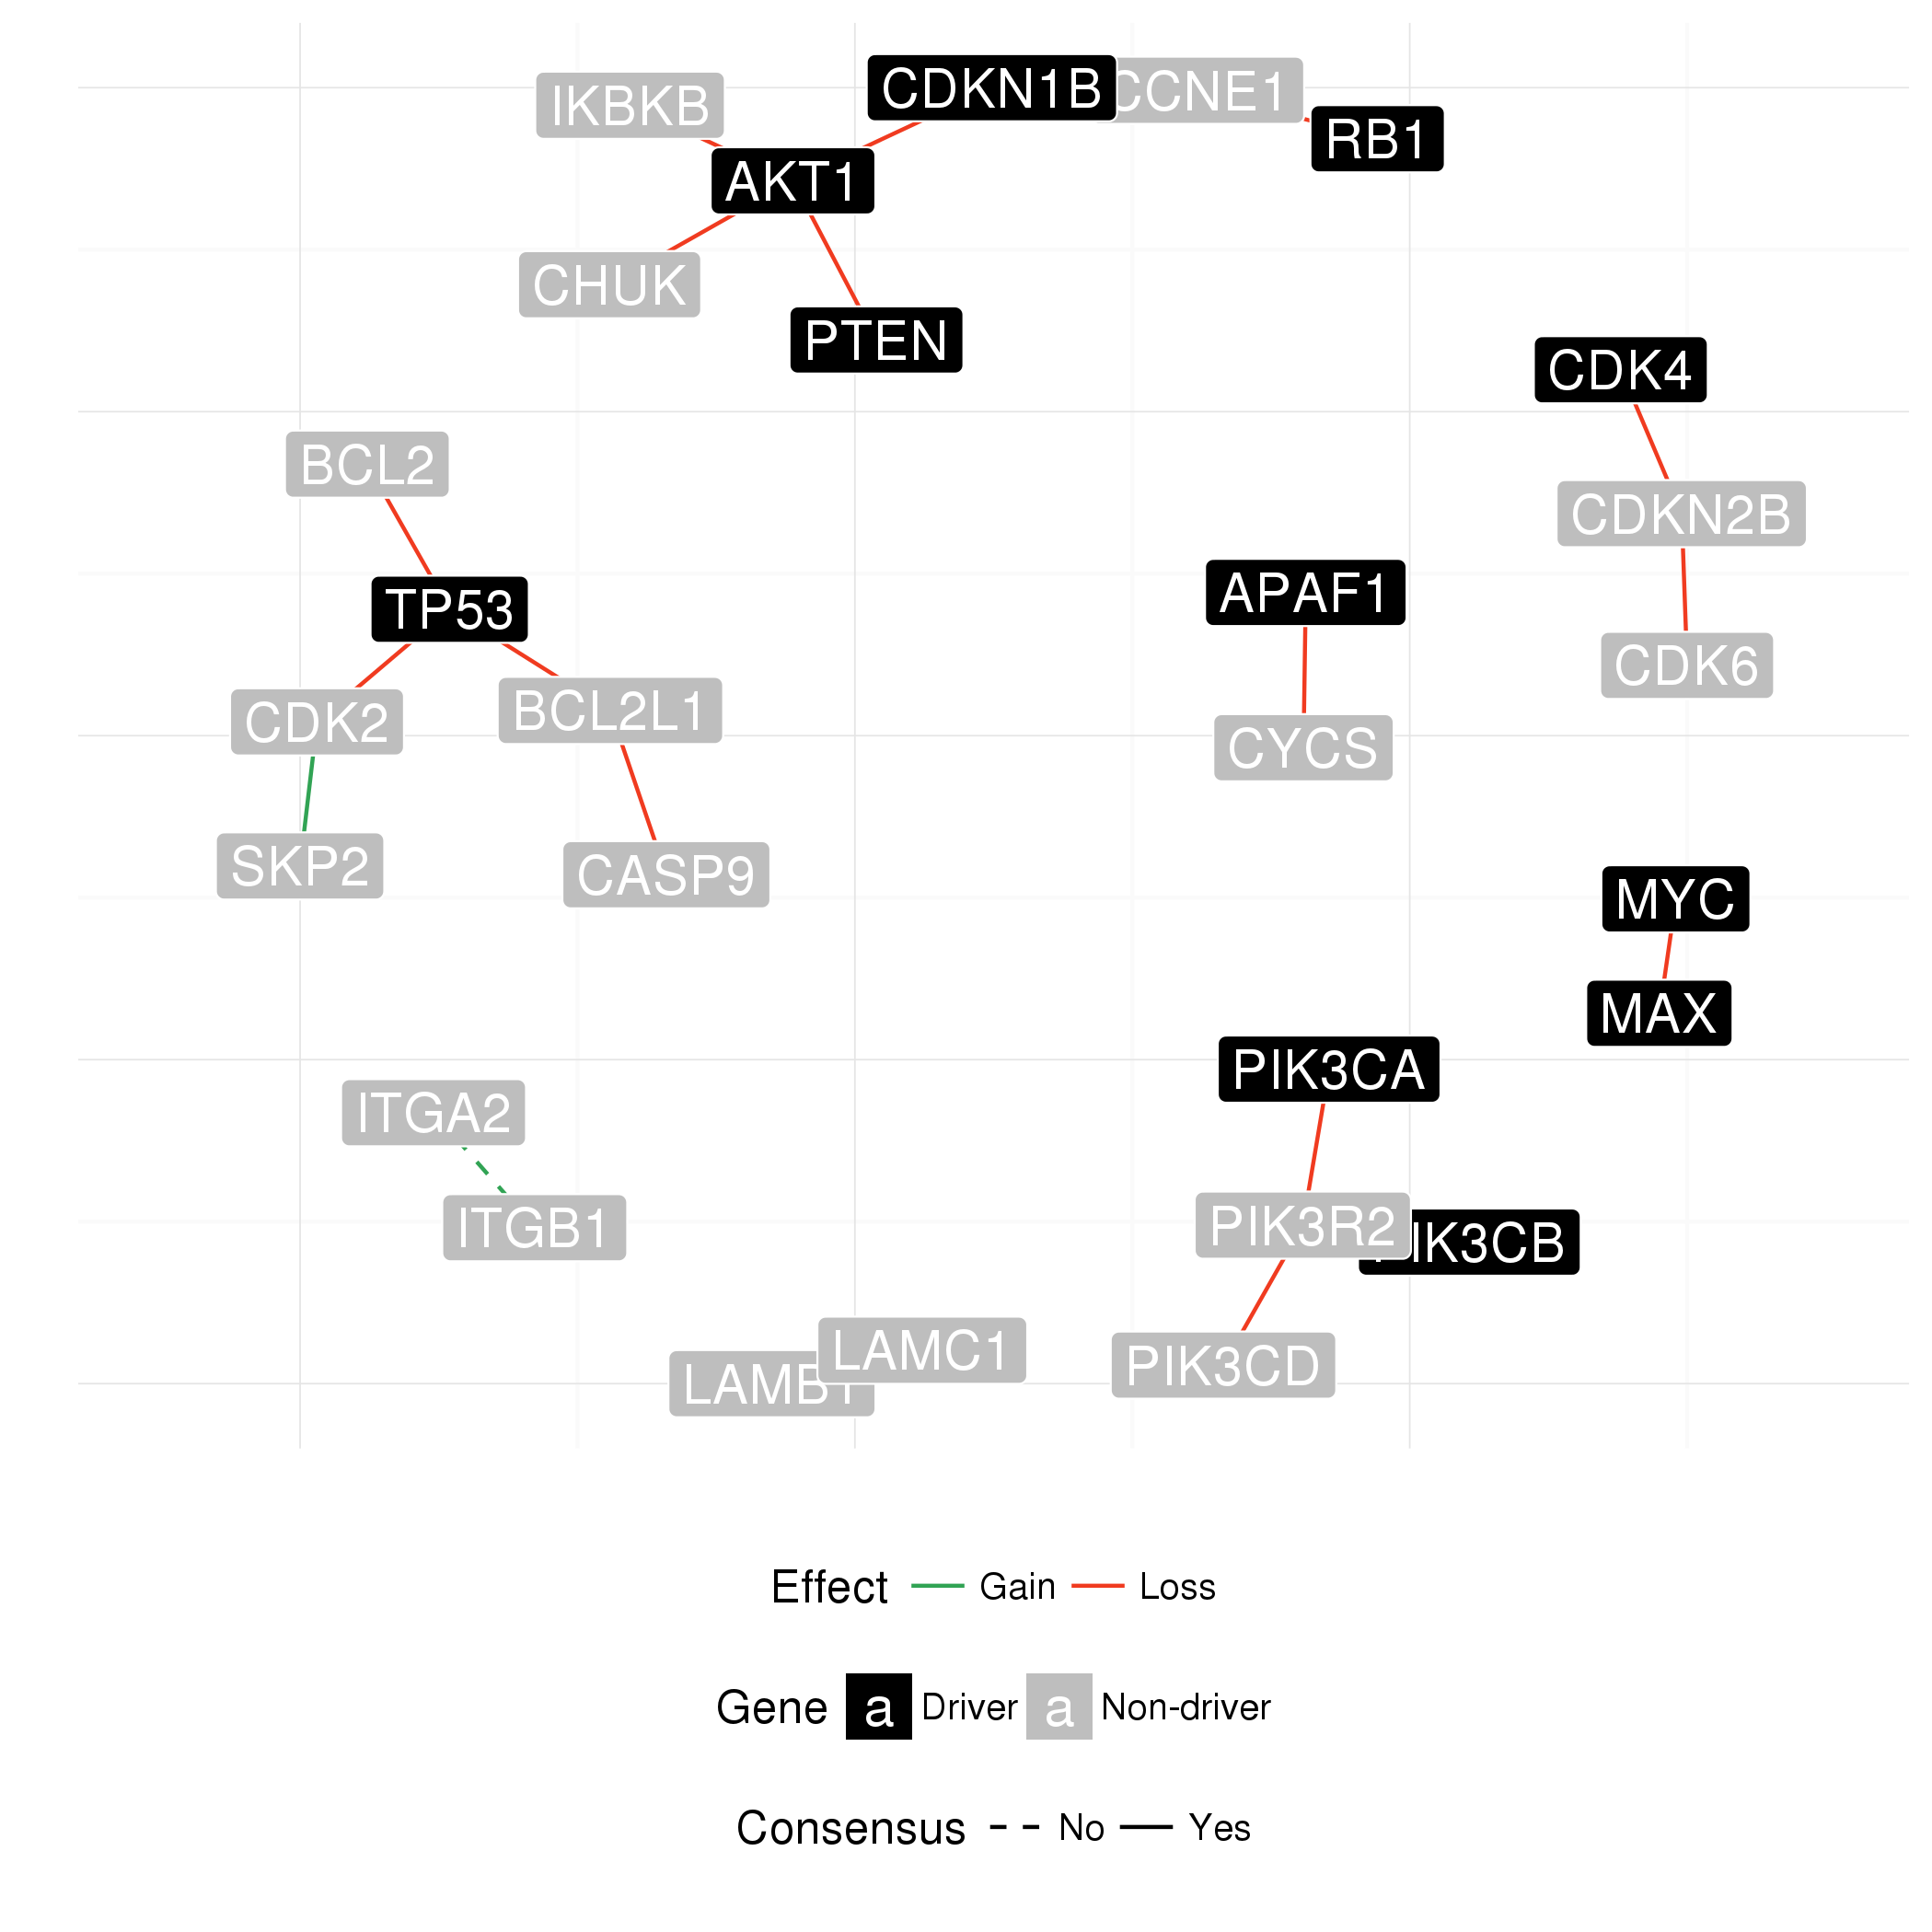 IKBKB
CDKN1B
CCNE1
RB1
AKT1
CHUK
PTEN
CDK4
BCL2
CDKN2B
TP53
APAF1
CDK6
CDK2
BCL2L1
CYCS
SKP2
CASP9
MYC
MAX
PIK3CA
ITGA2
ITGB1
PIK3R2
PIK3CB
LAMC1
LAMB1
PIK3CD
Effect Gain Loss
Gene a Driver a Non-driver
Consensus No Yes